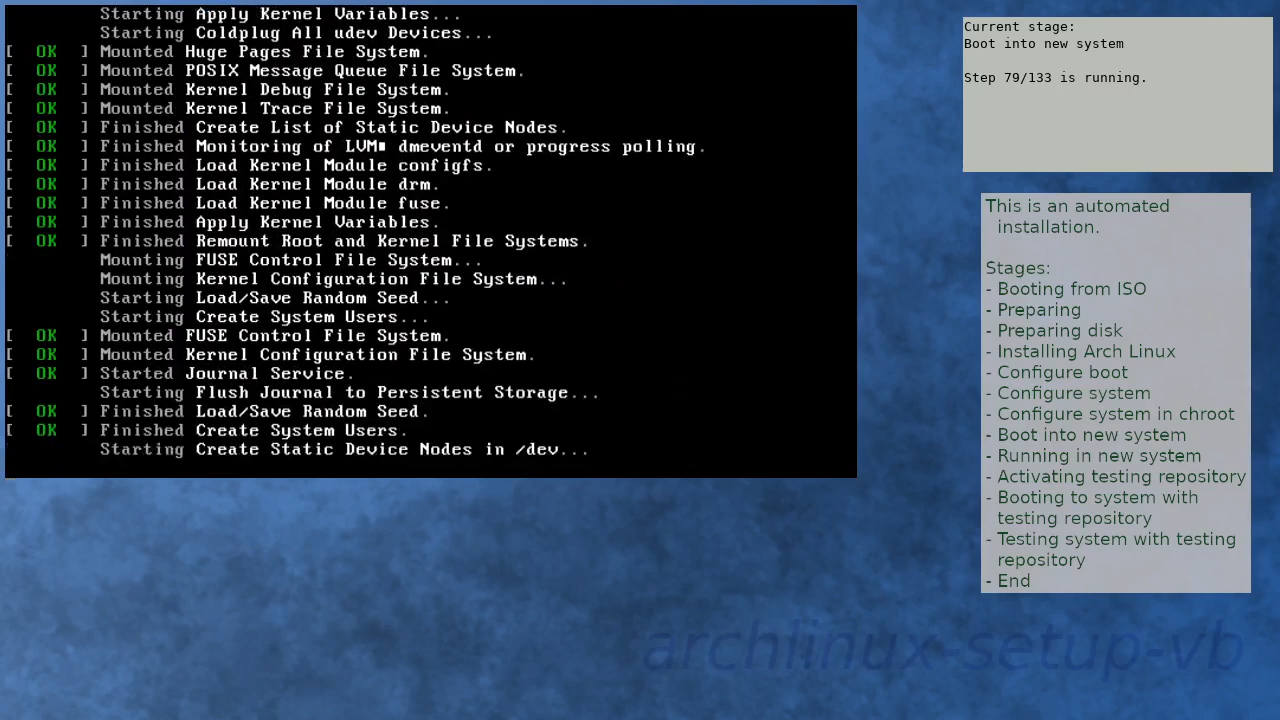 Starting Apply Kernel Variables...
Starting Coldplug All udev Devices...
[  OK  ] Mounted Huge Pages File System.
[  OK  ] Mounted POSIX Message Queue File System.
[  OK  ] Mounted Kernel Debug File System.
[  OK  ] Mounted Kernel Trace File System.
[  OK  ] Finished Create List of Static Device Nodes.
[  OK  ] Finished Monitoring of LVM■ dmeventd or progress polling.
[  OK  ] Finished Load Kernel Module configfs.
[  OK  ] Finished Load Kernel Module drm.
[  OK  ] Finished Load Kernel Module fuse.
[  OK  ] Finished Apply Kernel Variables.
[  OK  ] Finished Remount Root and Kernel File Systems.
Mounting FUSE Control File System...
Mounting Kernel Configuration File System...
Starting Load/Save Random Seed...
Starting Create System Users...
[  OK  ] Mounted FUSE Control File System.
[  OK  ] Mounted Kernel Configuration File System.
[  OK  ] Started Journal Service.
Starting Flush Journal to Persistent Storage...
[  OK  ] Finished Load/Save Random Seed.
[  OK  ] Finished Create System Users.
Starting Create Static Device Nodes in /dev...
Current stage:
Boot into new system
Step 79/133 is running.
This is an automated
installation.
Stages:
- Booting from ISO
- Preparing
- Preparing disk
- Installing Arch Linux
- Configure boot
- Configure system
- Configure system in chroot
- Boot into new system
- Running in new system
- Activating testing repository
- Booting to system with
testing repository
- Testing system with testing
repository
- End
archlinux-setup-vb